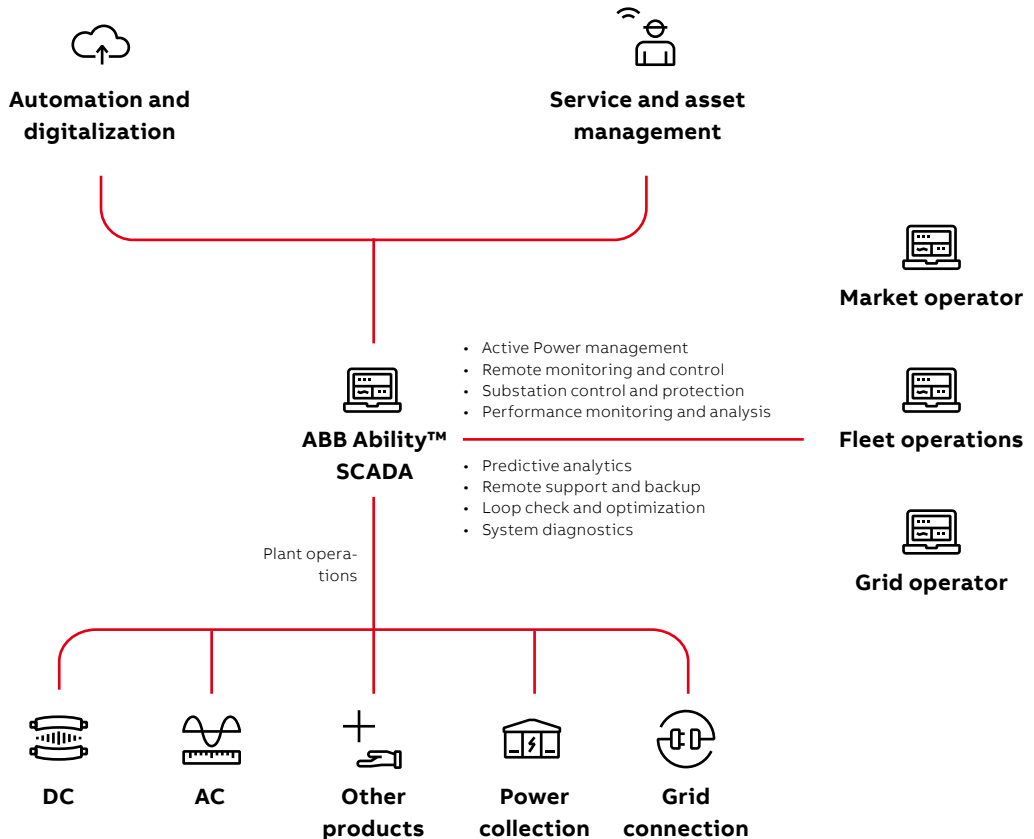 Automation and
digitalization
Service and asset
management
Market operator
• Active Power management
• Remote monitoring and control
• Substation control and protection
• Performance monitoring and analysis
ABB Ability™
SCADA
Fleet operations
• Predictive analytics
• Remote support and backup
• Loop check and optimization
• System diagnostics
Plant opera-
tions
Grid operator
DC
AC
Other
products
Power
collection
Grid
connection